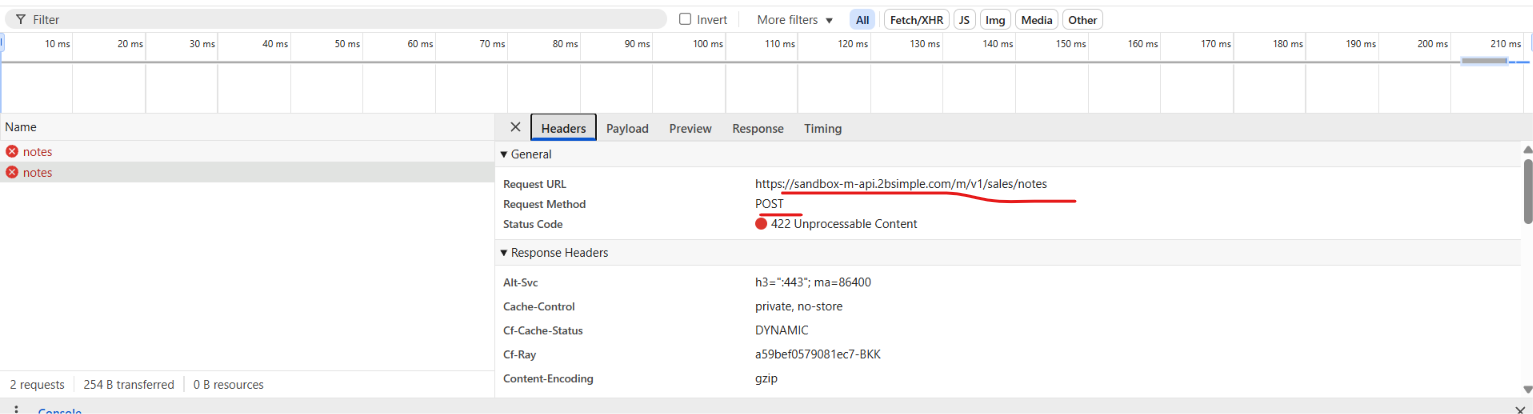 Filter Invert More filters ▼ All Fetch/XHR JS Img Media Other
10 ms 20 ms 30 ms 40 ms 50 ms 60 ms 70 ms 80 ms 90 ms 100 ms 110 ms 120 ms 130 ms 140 ms 150 ms 160 ms 170 ms 180 ms 190 ms 200 ms 210 ms
Name
notes
notes
2 requests 254 B transferred 0 B resources
Headers Payload Preview Response Timing
▼ General
Request URL https://sandbox-m-api.2bsimple.com/m/v1/sales/notes
Request Method POST
Status Code 422 Unprocessable Content
▼ Response Headers
Alt-Svc h3=":443"; ma=86400
Cache-Control private, no-store
Cf-Cache-Status DYNAMIC
Cf-Ray a59bef0579081ec7-BKK
Content-Encoding gzip
Console